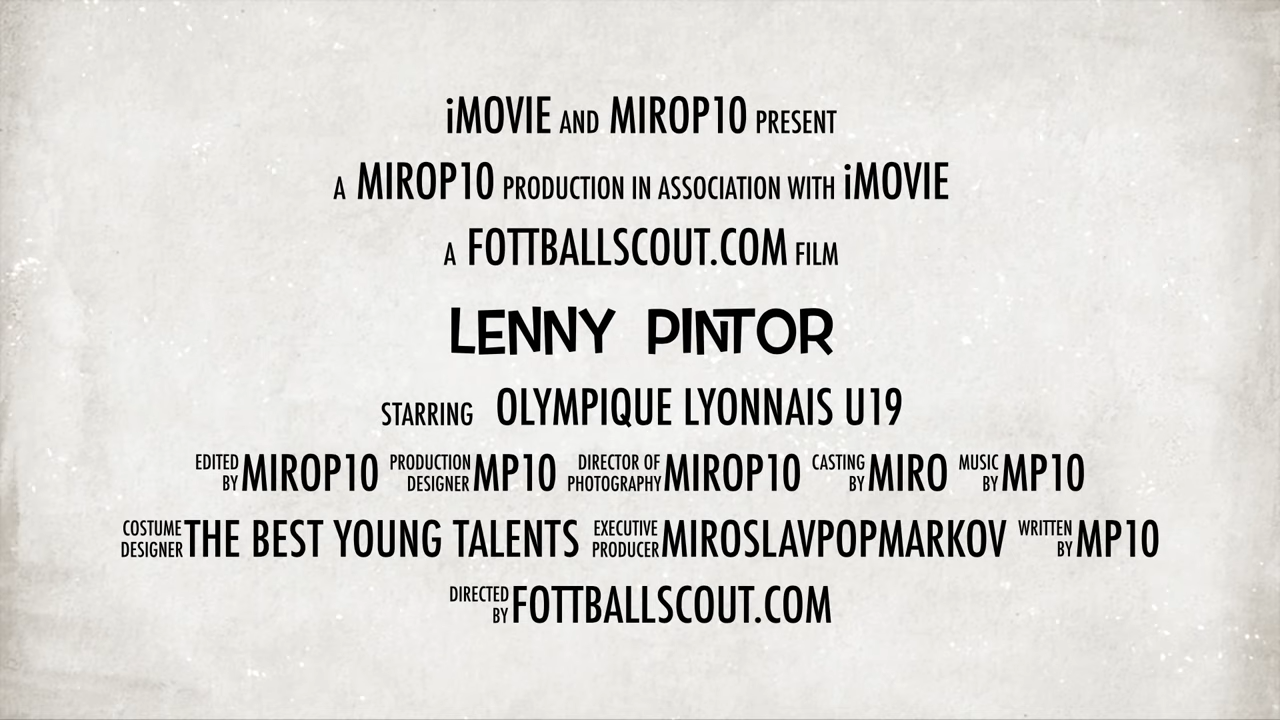 iMOVIE AND MIROP10 PRESENT
A MIROP10 PRODUCTION IN ASSOCIATION WITH iMOVIE
A FOTTBALLSCOUT.COM FILM
LENNY PINTOR
STARRING OLYMPIQUE LYONNAIS U19
EDITED BY MIROP10 PRODUCTION DESIGNER MP10 DIRECTOR OF PHOTOGRAPHY MIROP10 CASTING BY MIRO MUSIC BY MP10
COSTUME DESIGNER THE BEST YOUNG TALENTS EXECUTIVE PRODUCER MIROSLAVPOPMARKOV WRITTEN BY MP10
DIRECTED BY FOTTBALLSCOUT.COM